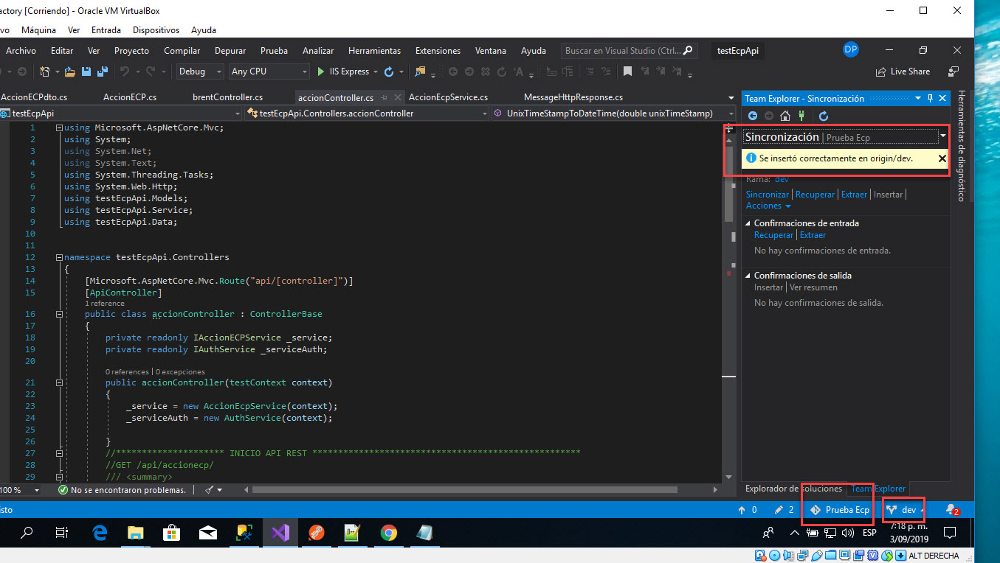 actory [Corriendo] - Oracle VM VirtualBox
vo Máquina Ver Entrada Dispositivos Ayuda
Archivo Editar Ver Proyecto Compilar Depurar Prueba Analizar Herramientas Extensiones Ventana Ayuda Buscar en Visual Studio (Ctrl... testEcpApi DP
Debug Any CPU IIS Express Live Share
AccionECPdto.cs AccionECP.cs brentController.cs accionController.cs AccionEcpService.cs MessageHttpResponse.cs
testEcpApi testEcpApi.Controllers.accionController UnixTimeStampToDateTime(double unixTimeStamp)
1 using Microsoft.AspNetCore.Mvc;
2 using System;
3 using System.Net;
4 using System.Text;
5 using System.Threading.Tasks;
6 using System.Web.Http;
7 using testEcpApi.Models;
8 using testEcpApi.Service;
9 using testEcpApi.Data;
10
11
12 namespace testEcpApi.Controllers
13 {
14 [Microsoft.AspNetCore.Mvc.Route("api/[controller]")]
15 [ApiController]
1 reference
16 public class accionController : ControllerBase
17 {
18 private readonly IAccionECPService _service;
19 private readonly IAuthService _serviceAuth;
20
0 references | 0 excepciones
21 public accionController(testContext context)
22 {
23 _service = new AccionEcpService(context);
24 _serviceAuth = new AuthService(context);
25
26 }
27 //********************* INICIO API REST ****************************************************
28 //GET /api/accionecp/
29 /// <summary>
100 % No se encontraron problemas.
Team Explorer - Sincronización
Sincronización | Prueba Ecp
Se insertó correctamente en origin/dev.
Rama: dev
Sincronizar | Recuperar | Extraer | Insertar |
Acciones
Confirmaciones de entrada
Recuperar | Extraer
No hay confirmaciones de entrada.
Confirmaciones de salida
Insertar | Ver resumen
No hay confirmaciones de salida.
Explorador de soluciones Team Explorer
Herramientas de diagnóstico
isto 0 2 Prueba Ecp dev 2
ESP 7:18 p. m.
3/09/2019
ALT DERECHA